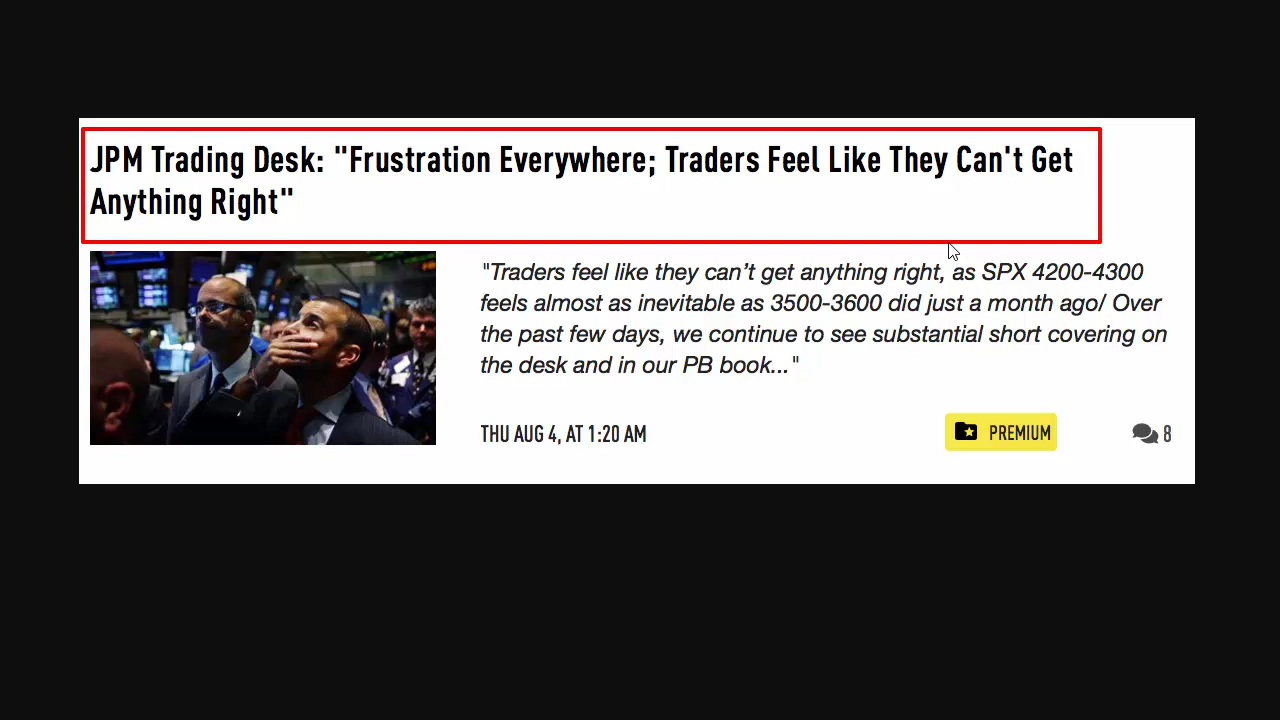 JPM Trading Desk: "Frustration Everywhere; Traders Feel Like They Can't Get
Anything Right"
"Traders feel like they can’t get anything right, as SPX 4200-4300
feels almost as inevitable as 3500-3600 did just a month ago/ Over
the past few days, we continue to see substantial short covering on
the desk and in our PB book..."
THU AUG 4, AT 1:20 AM
PREMIUM
8